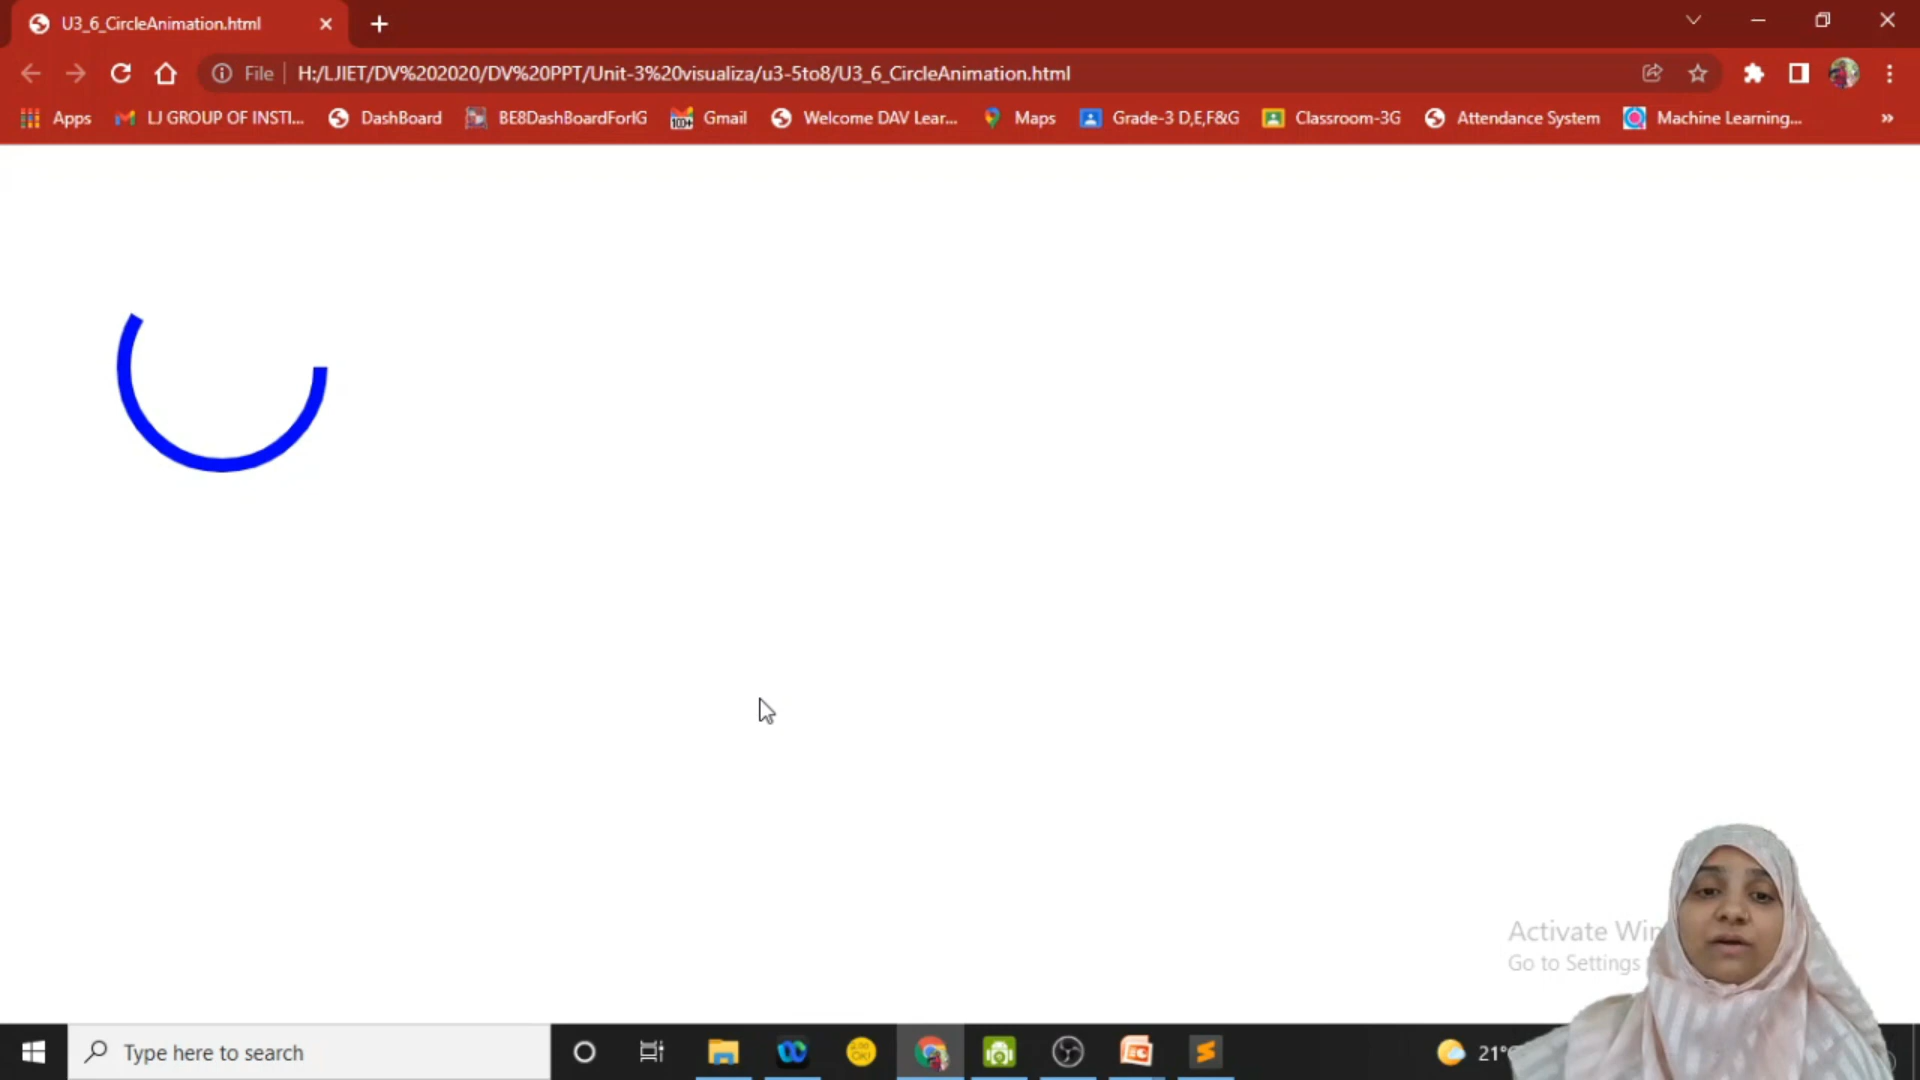 U3_6_CircleAnimation.html
File H:/LJIET/DV%202020/DV%20PPT/Unit-3%20visualiza/u3-5to8/U3_6_CircleAnimation.html
Apps LJ GROUP OF INSTI... DashBoard BE8DashBoardForIG 100+ Gmail Welcome DAV Lear... Maps Grade-3 D,E,F&G Classroom-3G Attendance System Machine Learning... »
Activate Win
Go to Settings
Type here to search 21°